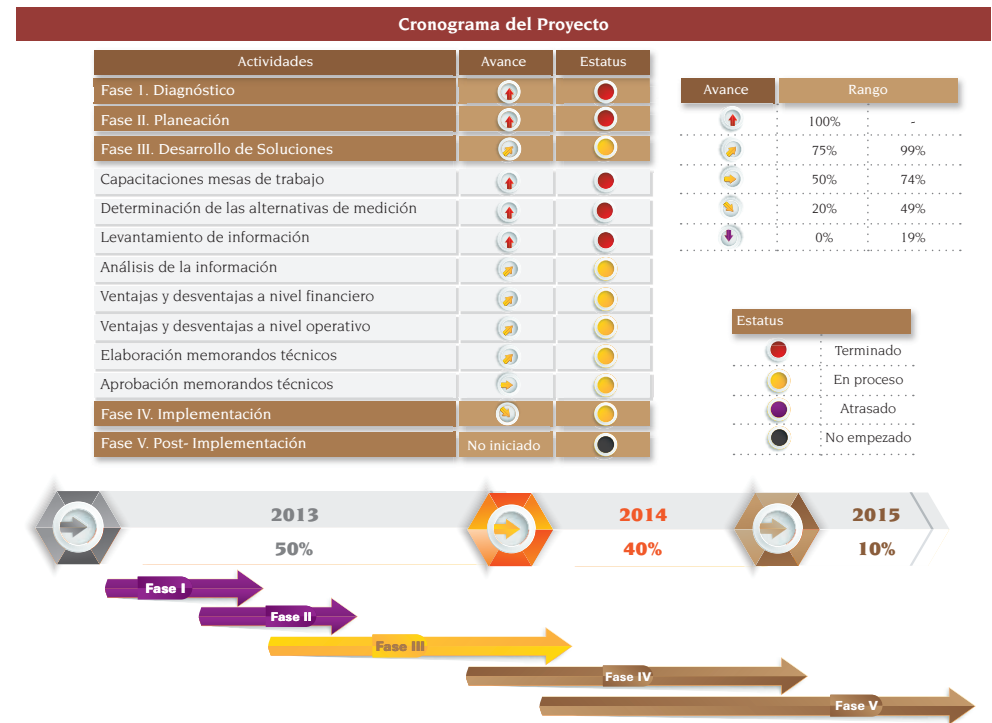 Cronograma del Proyecto
Actividades Avance Estatus
Fase 1. Diagnóstico
Fase II. Planeación
Fase III. Desarrollo de Soluciones
Capacitaciones mesas de trabajo
Determinación de las alternativas de medición
Levantamiento de información
Análisis de la información
Ventajas y desventajas a nivel financiero
Ventajas y desventajas a nivel operativo
Elaboración memorandos técnicos
Aprobación memorandos técnicos
Fase IV. Implementación
Fase V. Post- Implementación No iniciado
Avance Rango
100% -
75% 99%
50% 74%
20% 49%
0% 19%
Estatus
Terminado
En proceso
Atrasado
No empezado
2013 2014 2015
50% 40% 10%
Fase I
Fase II
Fase III
Fase IV
Fase V